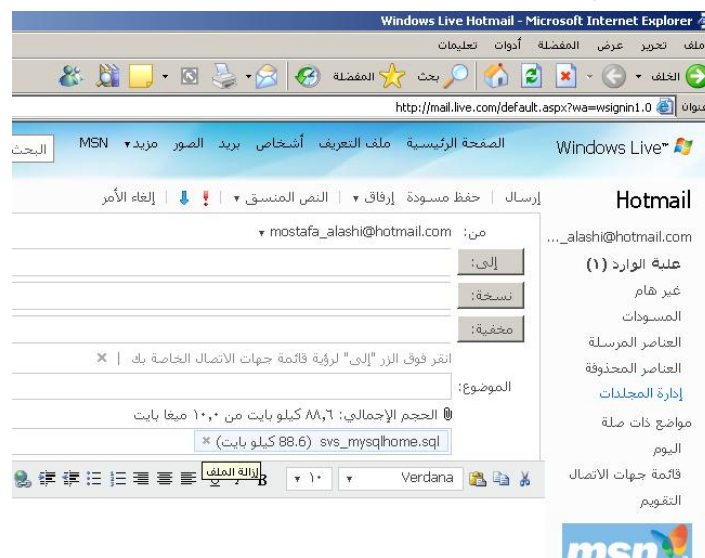 Windows Live Hotmail - Microsoft Internet Explorer
ملف تحرير عرض المفضلة أدوات تعليمات
الخلف بحث المفضلة
http://mail.live.com/default.aspx?wa=wsignin1.0
Windows Live™ الصفحة الرئيسية ملف التعريف أشخاص بريد الصور مزيد MSN
Hotmail
..._alashi@hotmail.com
علبة الوارد (١)
غير هام
المسودات
العناصر المرسلة
العناصر المحذوفة
إدارة المجلدات
مواضع ذات صلة
اليوم
قائمة جهات الاتصال
التقويم
msn
إرسال | حفظ مسودة إرفاق | النص المنسق | ! | إلغاء الأمر
من: mostafa_alashi@hotmail.com
إلى:
نسخة:
مخفية:
انقر فوق الزر "إلى" لرؤية قائمة جهات الاتصال الخاصة بك | ×
الموضوع:
الحجم الإجمالي: ٨٨,٦ كيلو بايت من ١٠,٠ ميغا بايت
svs_mysqlhome.sql (88.6 كيلو بايت) ×
إزالة الملف
Verdana ١٠ B